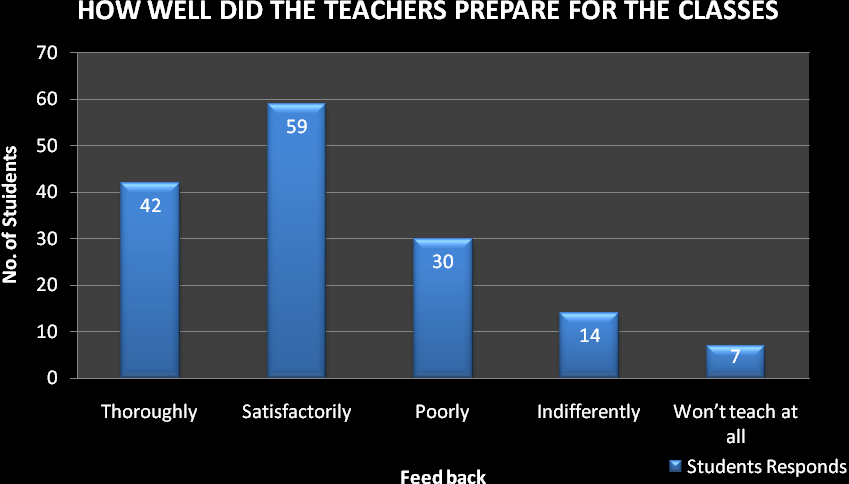 HOW WELL DID THE TEACHERS PREPARE FOR THE CLASSES
70
60
50
40
30
20
10
0
No. of Stuidents
42
59
30
14
7
Thoroughly
Satisfactorily
Poorly
Indifferently
Won't teach at
all
Students Responds
Feed back